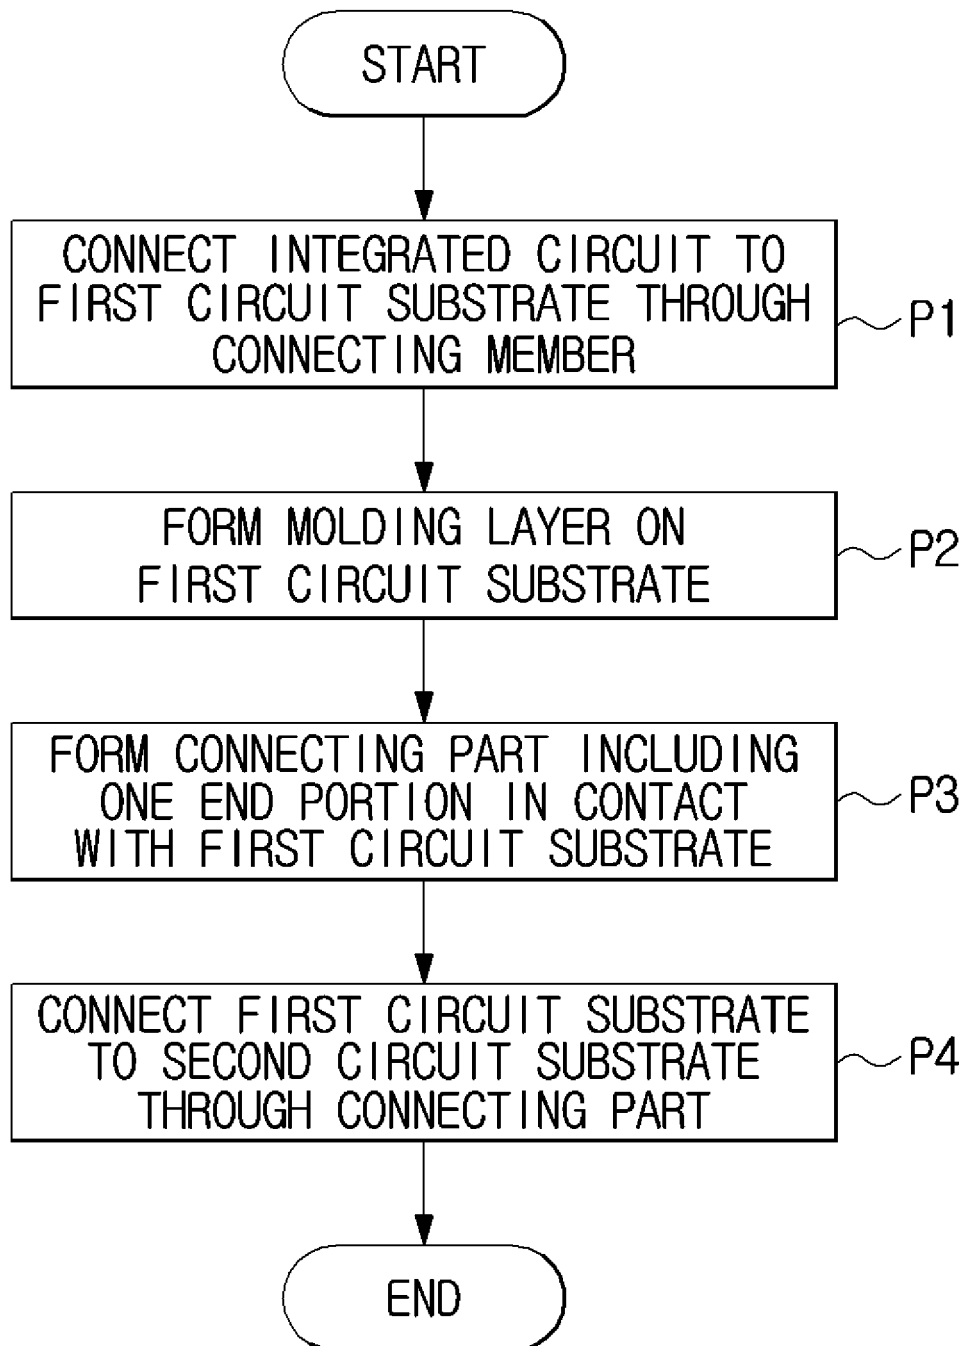 START
CONNECT INTEGRATED CIRCUIT TO
FIRST CIRCUIT SUBSTRATE THROUGH
CONNECTING MEMBER
P1
FORM MOLDING LAYER ON
FIRST CIRCUIT SUBSTRATE
P2
FORM CONNECTING PART INCLUDING
ONE END PORTION IN CONTACT
WITH FIRST CIRCUIT SUBSTRATE
P3
CONNECT FIRST CIRCUIT SUBSTRATE
TO SECOND CIRCUIT SUBSTRATE
THROUGH CONNECTING PART
P4
END